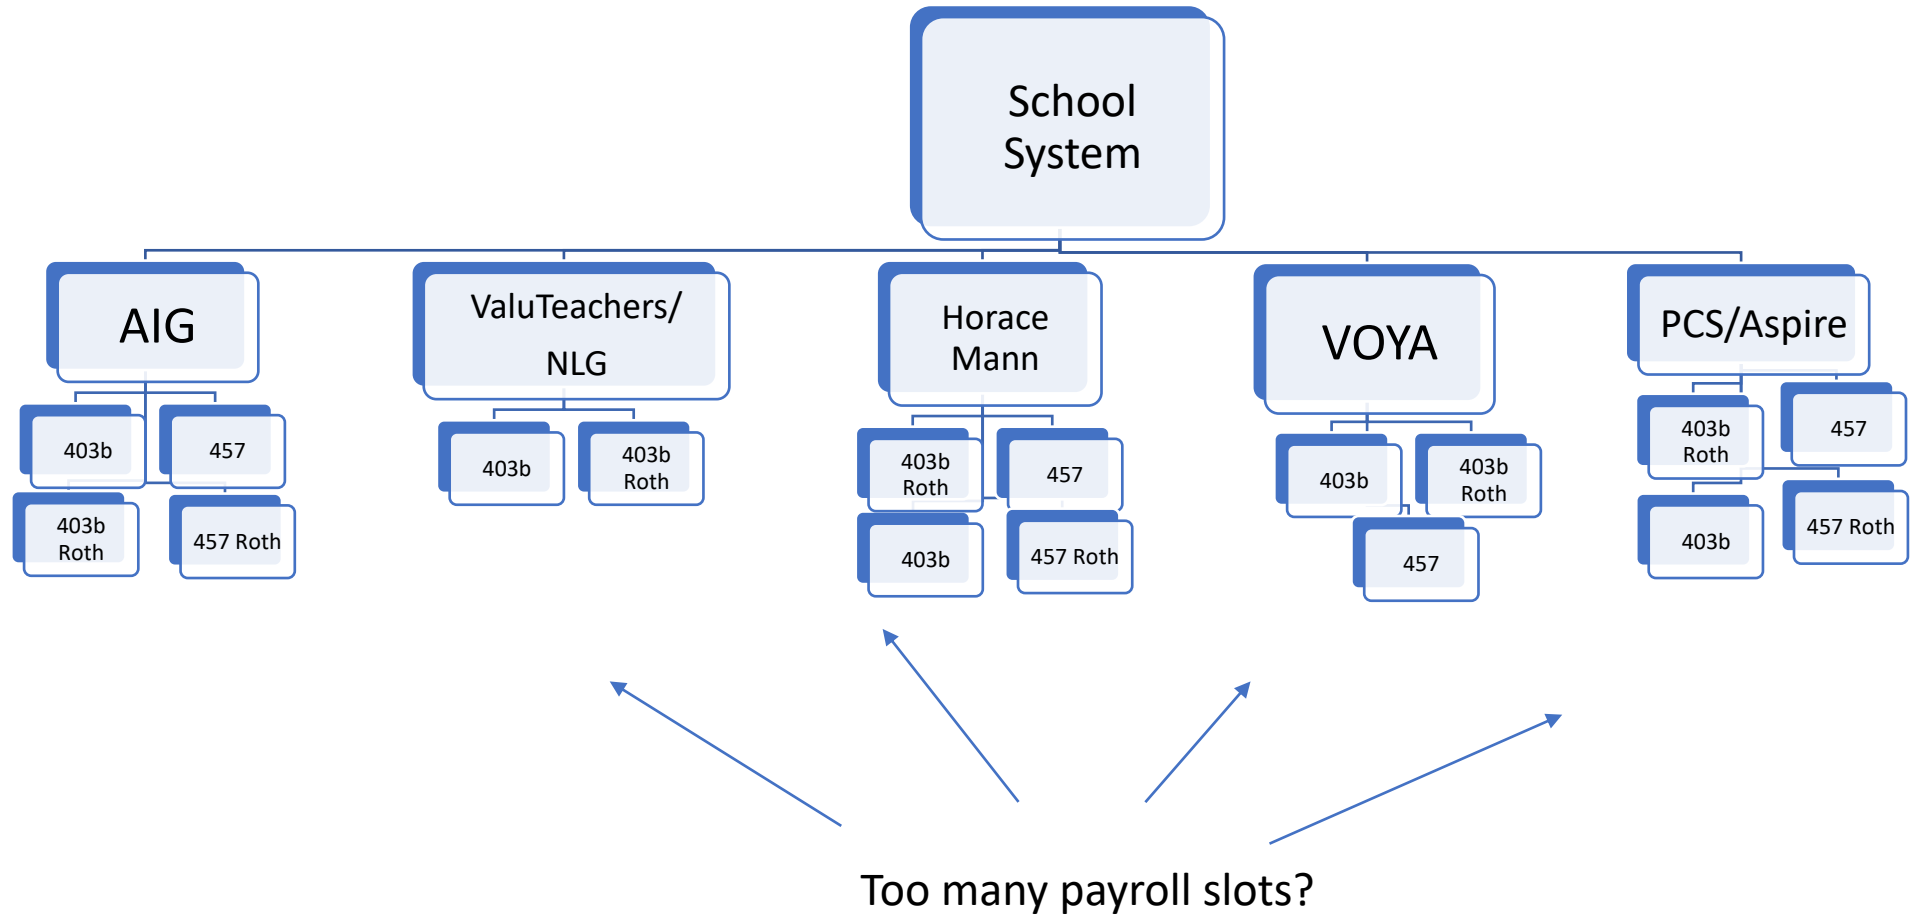 School
System
AIG
ValuTeachers/
NLG
Horace
Mann
VOYA
PCS/Aspire
403b
457
403b
Roth
457 Roth
403b
403b
Roth
403b
Roth
457
403b
457 Roth
403b
403b
Roth
457
403b
Roth
457
403b
457 Roth
Too many payroll slots?